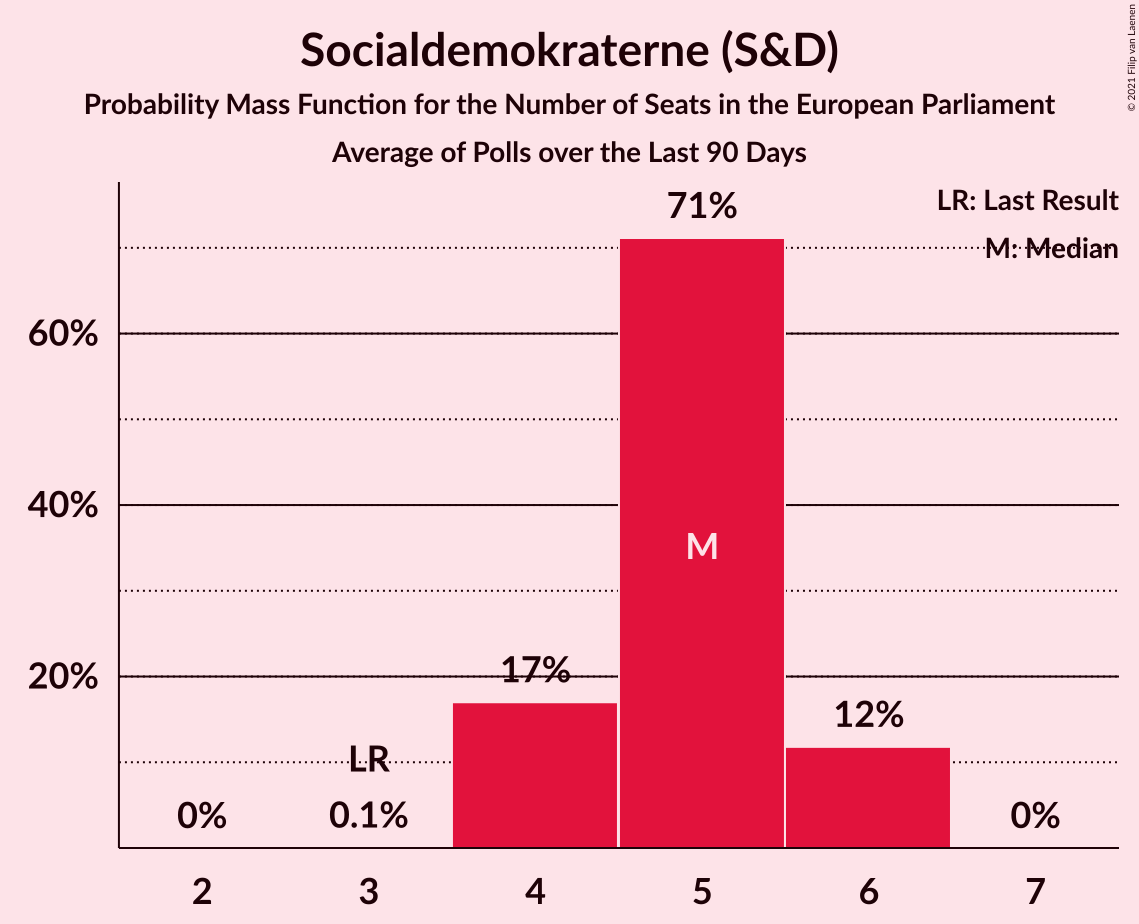 Socialdemokraterne (S&D)
Probability Mass Function for the Number of Seats in the European Parliament
Average of Polls over the Last 90 Days
© 2021 Filip van Laenen
LR: Last Result
M: Median
71%
60%
40%
M
20%
17%
12%
LR
0%
0.1%
0%
2
3
4
5
6
7